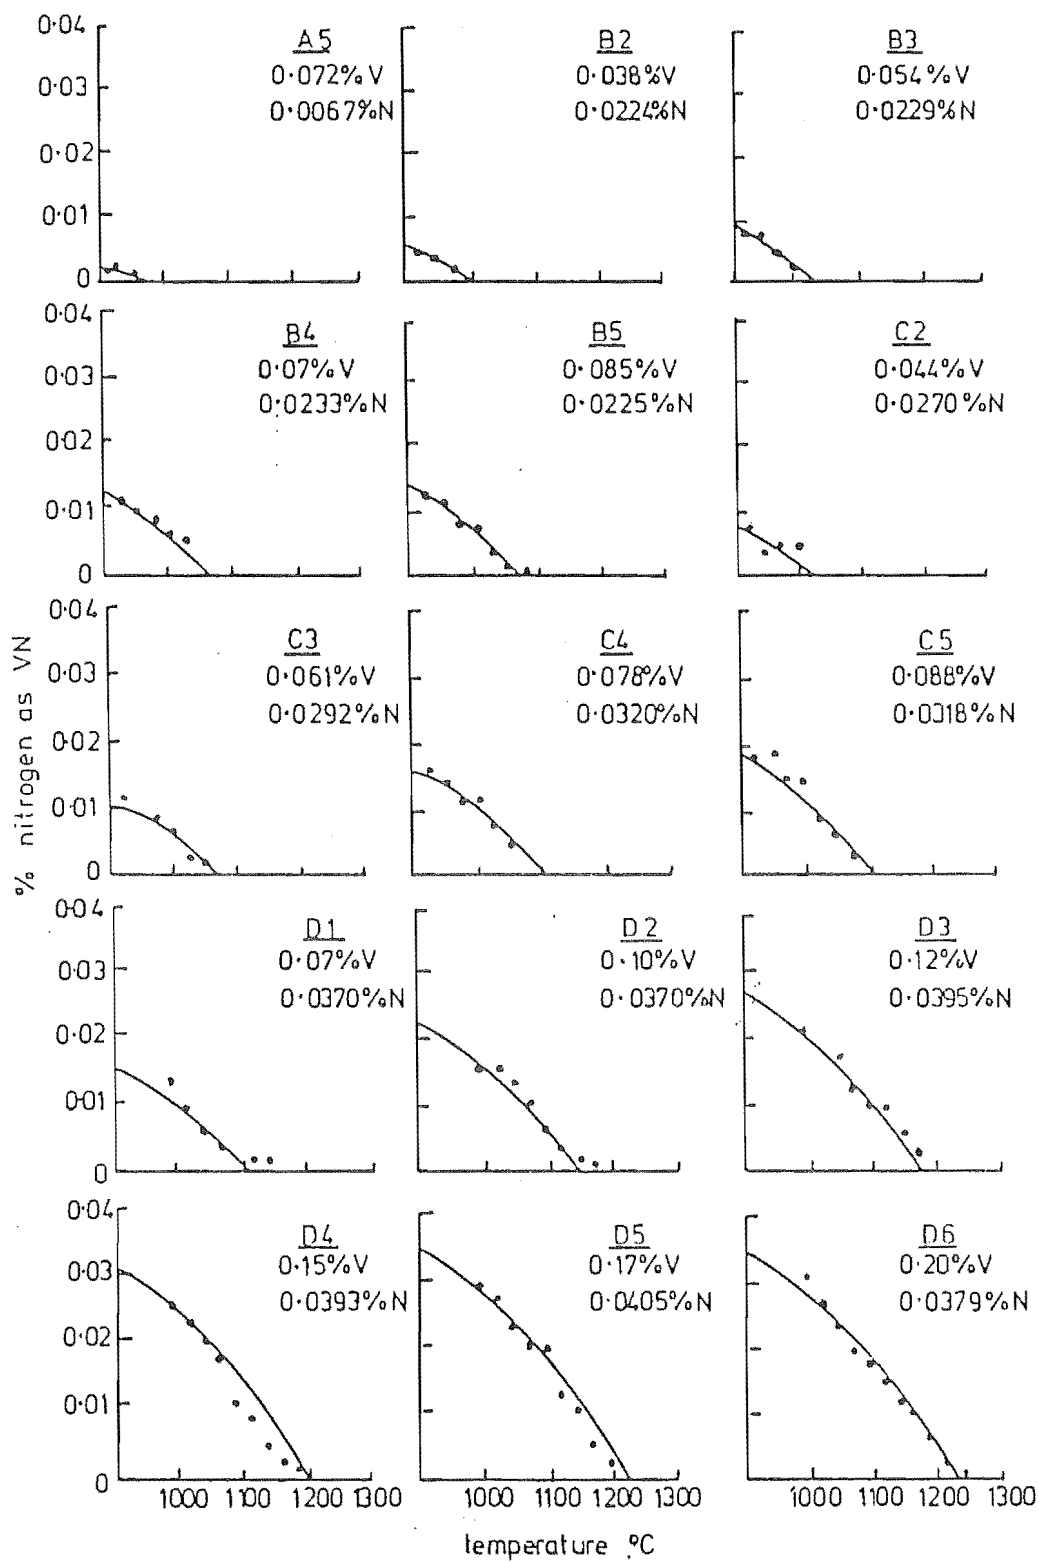 0·04
0·03
0·02
0·01
0
A5
0·072%V
0·0067%N
B2
0·038%V
0·0224%N
B3
0·054%V
0·0229%N
0·04
0·03
0·02
0·01
0
B4
0·07%V
0·0233%N
B5
0·085%V
0·0225%N
C2
0·044%V
0·0270%N
% nitrogen as VN
0·04
0·03
0·02
0·01
0
C3
0·061%V
0·0292%N
C4
0·078%V
0·0320%N
C5
0·088%V
0·0318%N
0·04
0·03
0·02
0·01
0
D1
0·07%V
0·0370%N
D2
0·10%V
0·0370%N
D3
0·12%V
0·0395%N
0·04
0·03
0·02
0·01
0
D4
0·15%V
0·0393%N
D5
0·17%V
0·0405%N
D6
0·20%V
0·0379%N
1000 1100 1200 1300
1000 1100 1200 1300
1000 1100 1200 1300
temperature °C